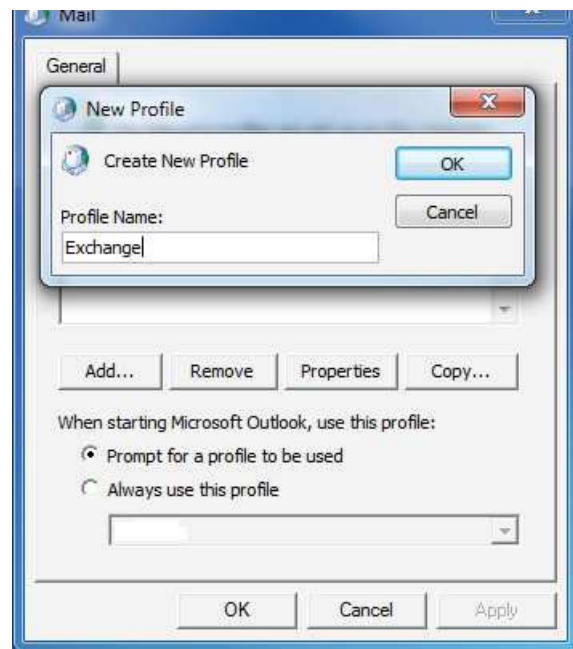 Mail
General
New Profile
Create New Profile
OK
Profile Name:
Cancel
Exchange
Add...
Remove
Properties
Copy...
When starting Microsoft Outlook, use this profile:
Prompt for a profile to be used
Always use this profile
OK
Cancel
Apply